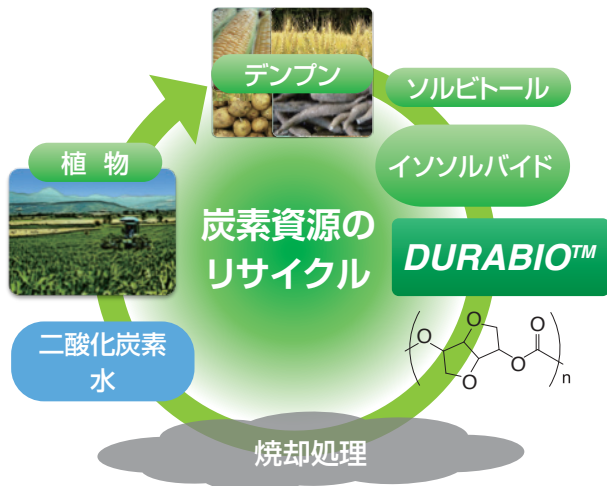 デンプン
ソルビトール
イソソルバイド
植 物
炭素資源の
リサイクル
DURABIO™
二酸化炭素
水
O
O
O
O
O
O
n
焼却処理